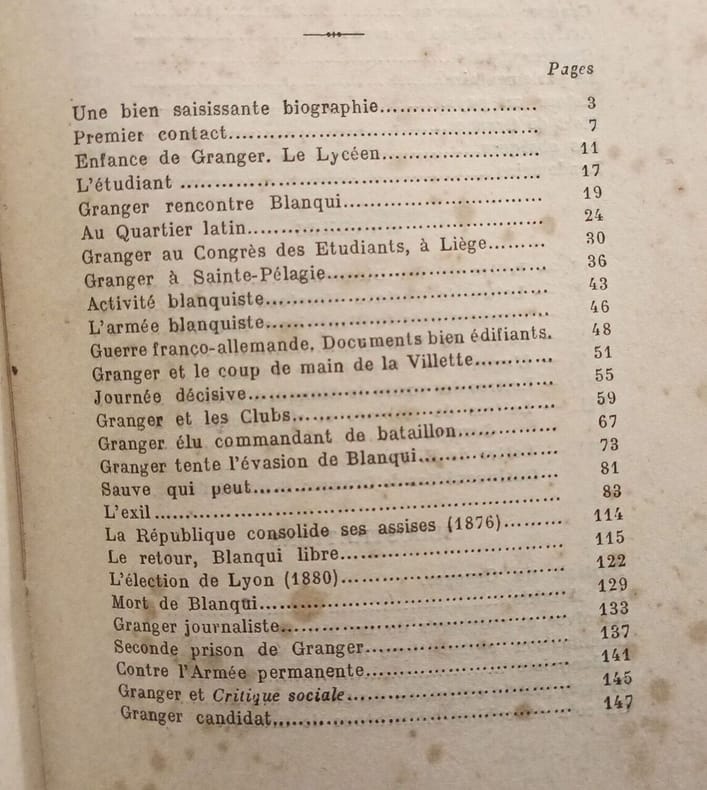 Pages
Une bien saisissante biographie........................ 3
Premier contact........................................ 7
Enfance de Granger. Le Lycéen........................ 11
L'étudiant ............................................ 17
Granger rencontre Blanqui............................ 19
Au Quartier latin...................................... 24
Granger au Congrès des Etudiants, à Liège......... 30
Granger à Sainte-Pélagie.............................. 36
Activité blanquiste.................................... 43
L'armée blanquiste.................................... 46
Guerre franco-allemande. Documents bien édifiants. 48
Granger et le coup de main de la Villette........... 51
Journée décisive....................................... 55
Granger et les Clubs................................... 59
Granger élu commandant de bataillon.............. 67
Granger tente l'évasion de Blanqui.................. 73
Sauve qui peut........................................ 81
L'exil.................................................. 83
La République consolide ses assises (1876)......... 114
Le retour, Blanqui libre.............................. 115
L'élection de Lyon (1880)............................. 122
Mort de Blanqui....................................... 129
Granger journaliste.................................... 133
Seconde prison de Granger............................ 137
Contre l'Armée permanente........................... 141
Granger et Critique sociale............................ 145
Granger candidat...................................... 147